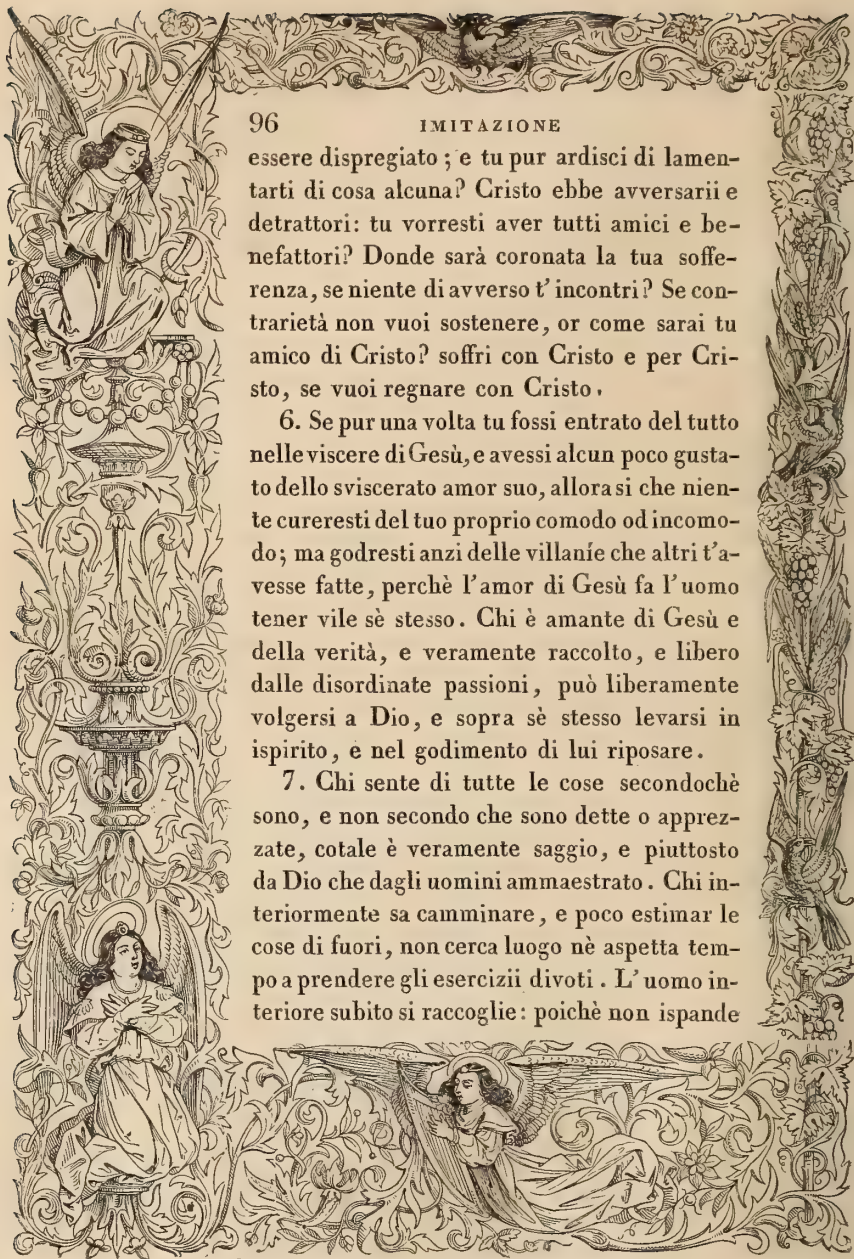 96 IMITAZIONE
essere dispregiato ; e tu pur ardisci di lamen-
tarti di cosa alcuna? Cristo ebbe avversarii e
detrattori: tu vorresti aver tutti amici e be-
nefattori? Donde sarà coronata la tua soffe-
renza, se niente di avverso t' incontri? Se con-
trarietà non vuoi sostenere, or come sarai tu
amico di Cristo? soffri con Cristo e per Cri-
sto, se vuoi regnare con Cristo.
6. Se pur una volta tu fossi entrato del tutto
nelle viscere di Gesù, e avessi alcun poco gusta-
to dello sviscerato amor suo, allora si che nien-
te cureresti del tuo proprio comodo od incomo-
do; ma godresti anzi delle villaníe che altri t'a-
vesse fatte, perchè l'amor di Gesù fa l'uomo
tener vile sè stesso. Chi è amante di Gesù e
della verità, e veramente raccolto, e libero
dalle disordinate passioni, può liberamente
volgersi a Dio, e sopra sè stesso levarsi in
ispirito, e nel godimento di lui riposare.
7. Chi sente di tutte le cose secondochè
sono, e non secondo che sono dette o apprez-
zate, cotale è veramente saggio, e piuttosto
da Dio che dagli uomini ammaestrato. Chi in-
teriormente sa camminare, e poco estimar le
cose di fuori, non cerca luogo nè aspetta tem-
po a prendere gli esercizii divoti. L' uomo in-
teriore subito si raccoglie: poichè non ispande